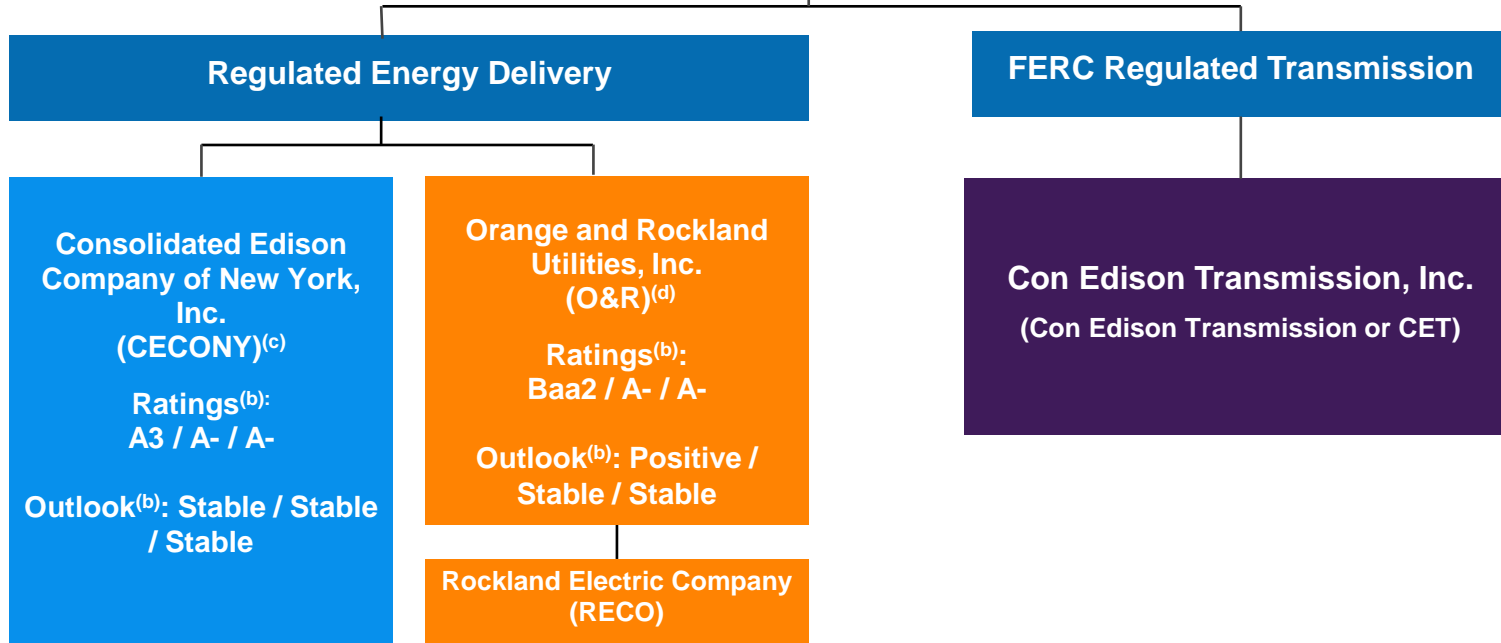 Regulated Energy Delivery
FERC Regulated Transmission
Consolidated Edison
Company of New York,
Inc.
(CECONY)(c)
Ratings(b):
A3 / A- / A-
Outlook(b): Stable / Stable
/ Stable
Orange and Rockland
Utilities, Inc.
(O&R)(d)
Ratings(b):
Baa2 / A- / A-
Outlook(b): Positive /
Stable / Stable
Rockland Electric Company
(RECO)
Con Edison Transmission, Inc.
(Con Edison Transmission or CET)